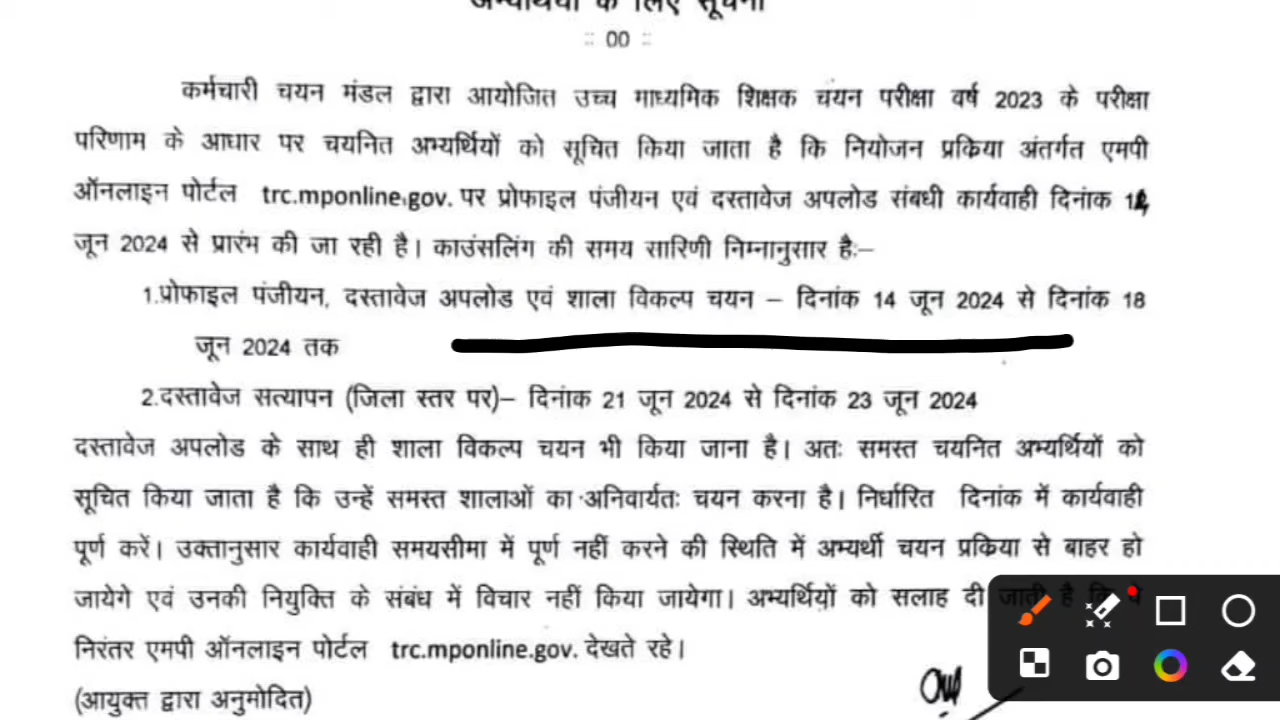 अभ्यर्थियों के लिए सूचना
:: 00 ::
कर्मचारी चयन मंडल द्वारा आयोजित उच्च माध्यमिक शिक्षक चयन परीक्षा वर्ष 2023 के परीक्षा
परिणाम के आधार पर चयनित अभ्यर्थियों को सूचित किया जाता है कि नियोजन प्रकिया अंतर्गत एमपी
ऑनलाइन पोर्टल trc.mponline.gov. पर प्रोफाइल पंजीयन एवं दस्तावेज अपलोड संबधी कार्यवाही दिनांक
जून 2024 से प्रारंभ की जा रही है। काउंसलिंग की समय सारिणी निम्नानुसार है:–
1.प्रोफाइल पंजीयन, दस्तावेज अपलोड एवं शाला विकल्प चयन – दिनांक 14 जून 2024 से दिनांक 18
जून 2024 तक
2.दस्तावेज सत्यापन (जिला स्तर पर)– दिनांक 21 जून 2024 से दिनांक 23 जून 2024
दस्तावेज अपलोड के साथ ही शाला विकल्प चयन भी किया जाना है। अतः समस्त चयनित अभ्यर्थियों को
सूचित किया जाता है कि उन्हें समस्त शालाओं का अनिवार्यतः चयन करना है। निर्धारित दिनांक में कार्यवाही
पूर्ण करें। उक्तानुसार कार्यवाही समयसीमा में पूर्ण नहीं करने की स्थिति में अभ्यर्थी चयन प्रकिया से बाहर हो
जायेगे एवं उनकी नियुक्ति के संबंध में विचार नहीं किया जायेगा। अभ्यर्थियों को सलाह दी जाती है कि वे
निरंतर एमपी ऑनलाइन पोर्टल trc.mponline.gov. देखते रहे।
(आयुक्त द्वारा अनुमोदित)